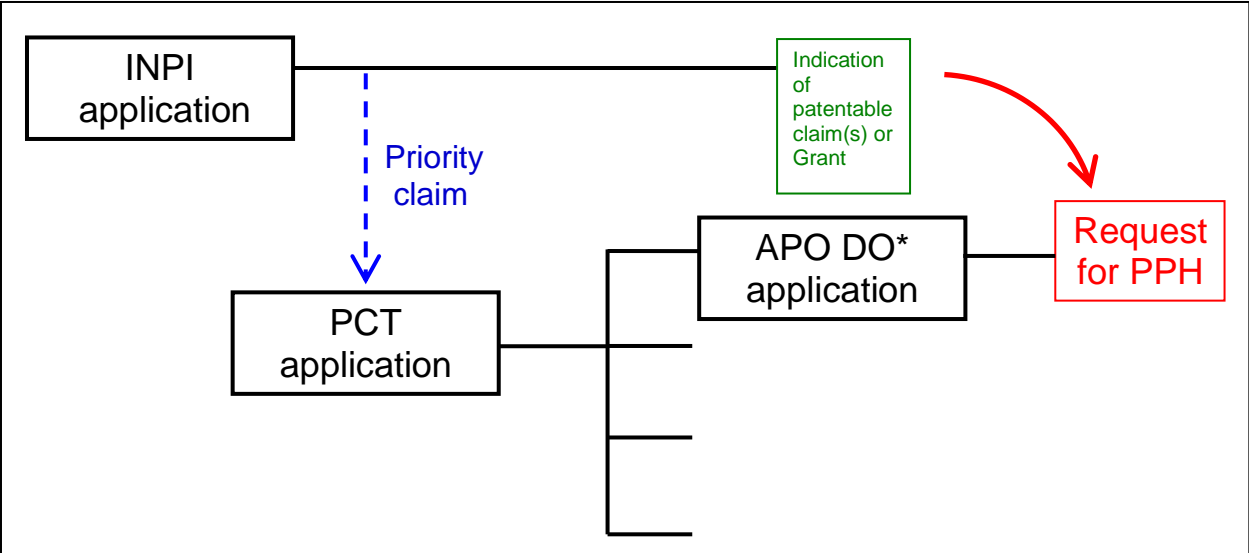 INPI
application
Indication
of
patentable
claim(s) or
Grant
Priority
claim
APO DO*
application
Request
for PPH
PCT
application